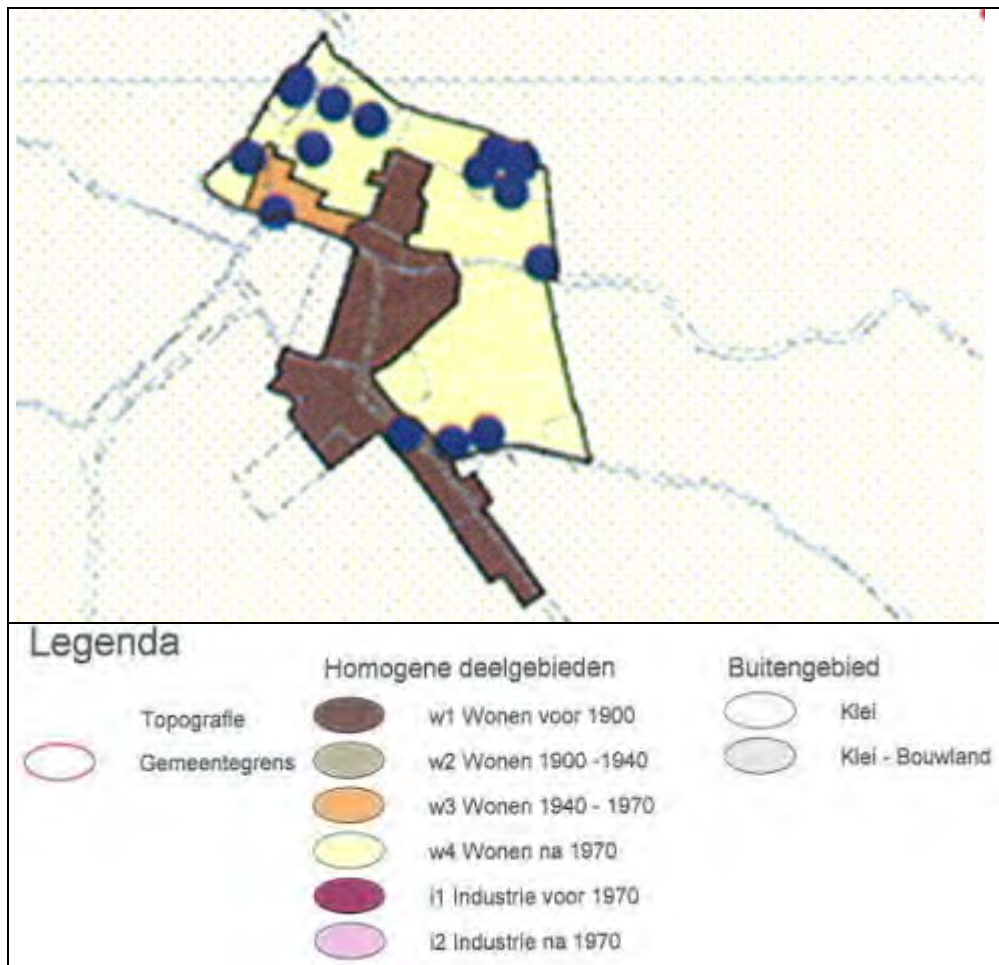 Legenda
Topografie
Gemeentegrens
Homogene deelgebieden
w1 Wonen voor 1900
w2 Wonen 1900 -1940
w3 Wonen 1940 - 1970
w4 Wonen na 1970
i1 Industrie voor 1970
i2 Industrie na 1970
Buitengebied
Klei
Klei - Bouwland